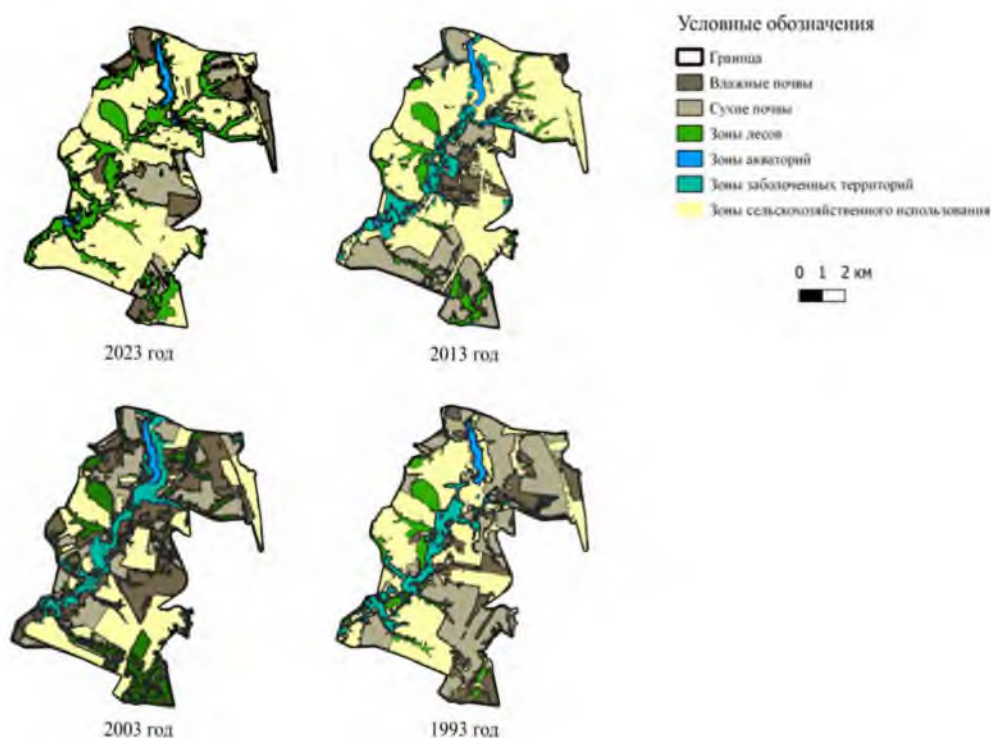 Условные обозначения
Граница
Влажные почвы
Сухие почвы
Зоны лесов
Зоны акваторий
Зоны заболоченных территорий
Зоны сельскохозяйственного использования
0 1 2 км
2023 год
2013 год
2003 год
1993 год